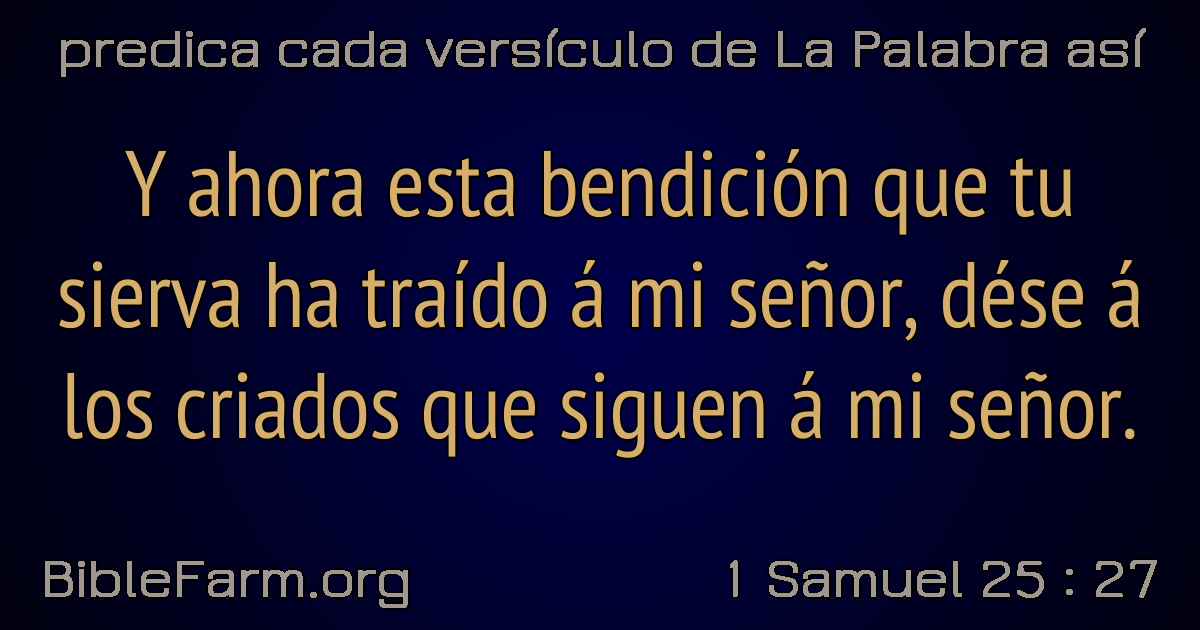 predica cada versículo de La Palabra así
Y ahora esta bendición que tu
sierva ha traído á mi señor, dése á
los criados que siguen á mi señor.
BibleFarm.org
1 Samuel 25 : 27